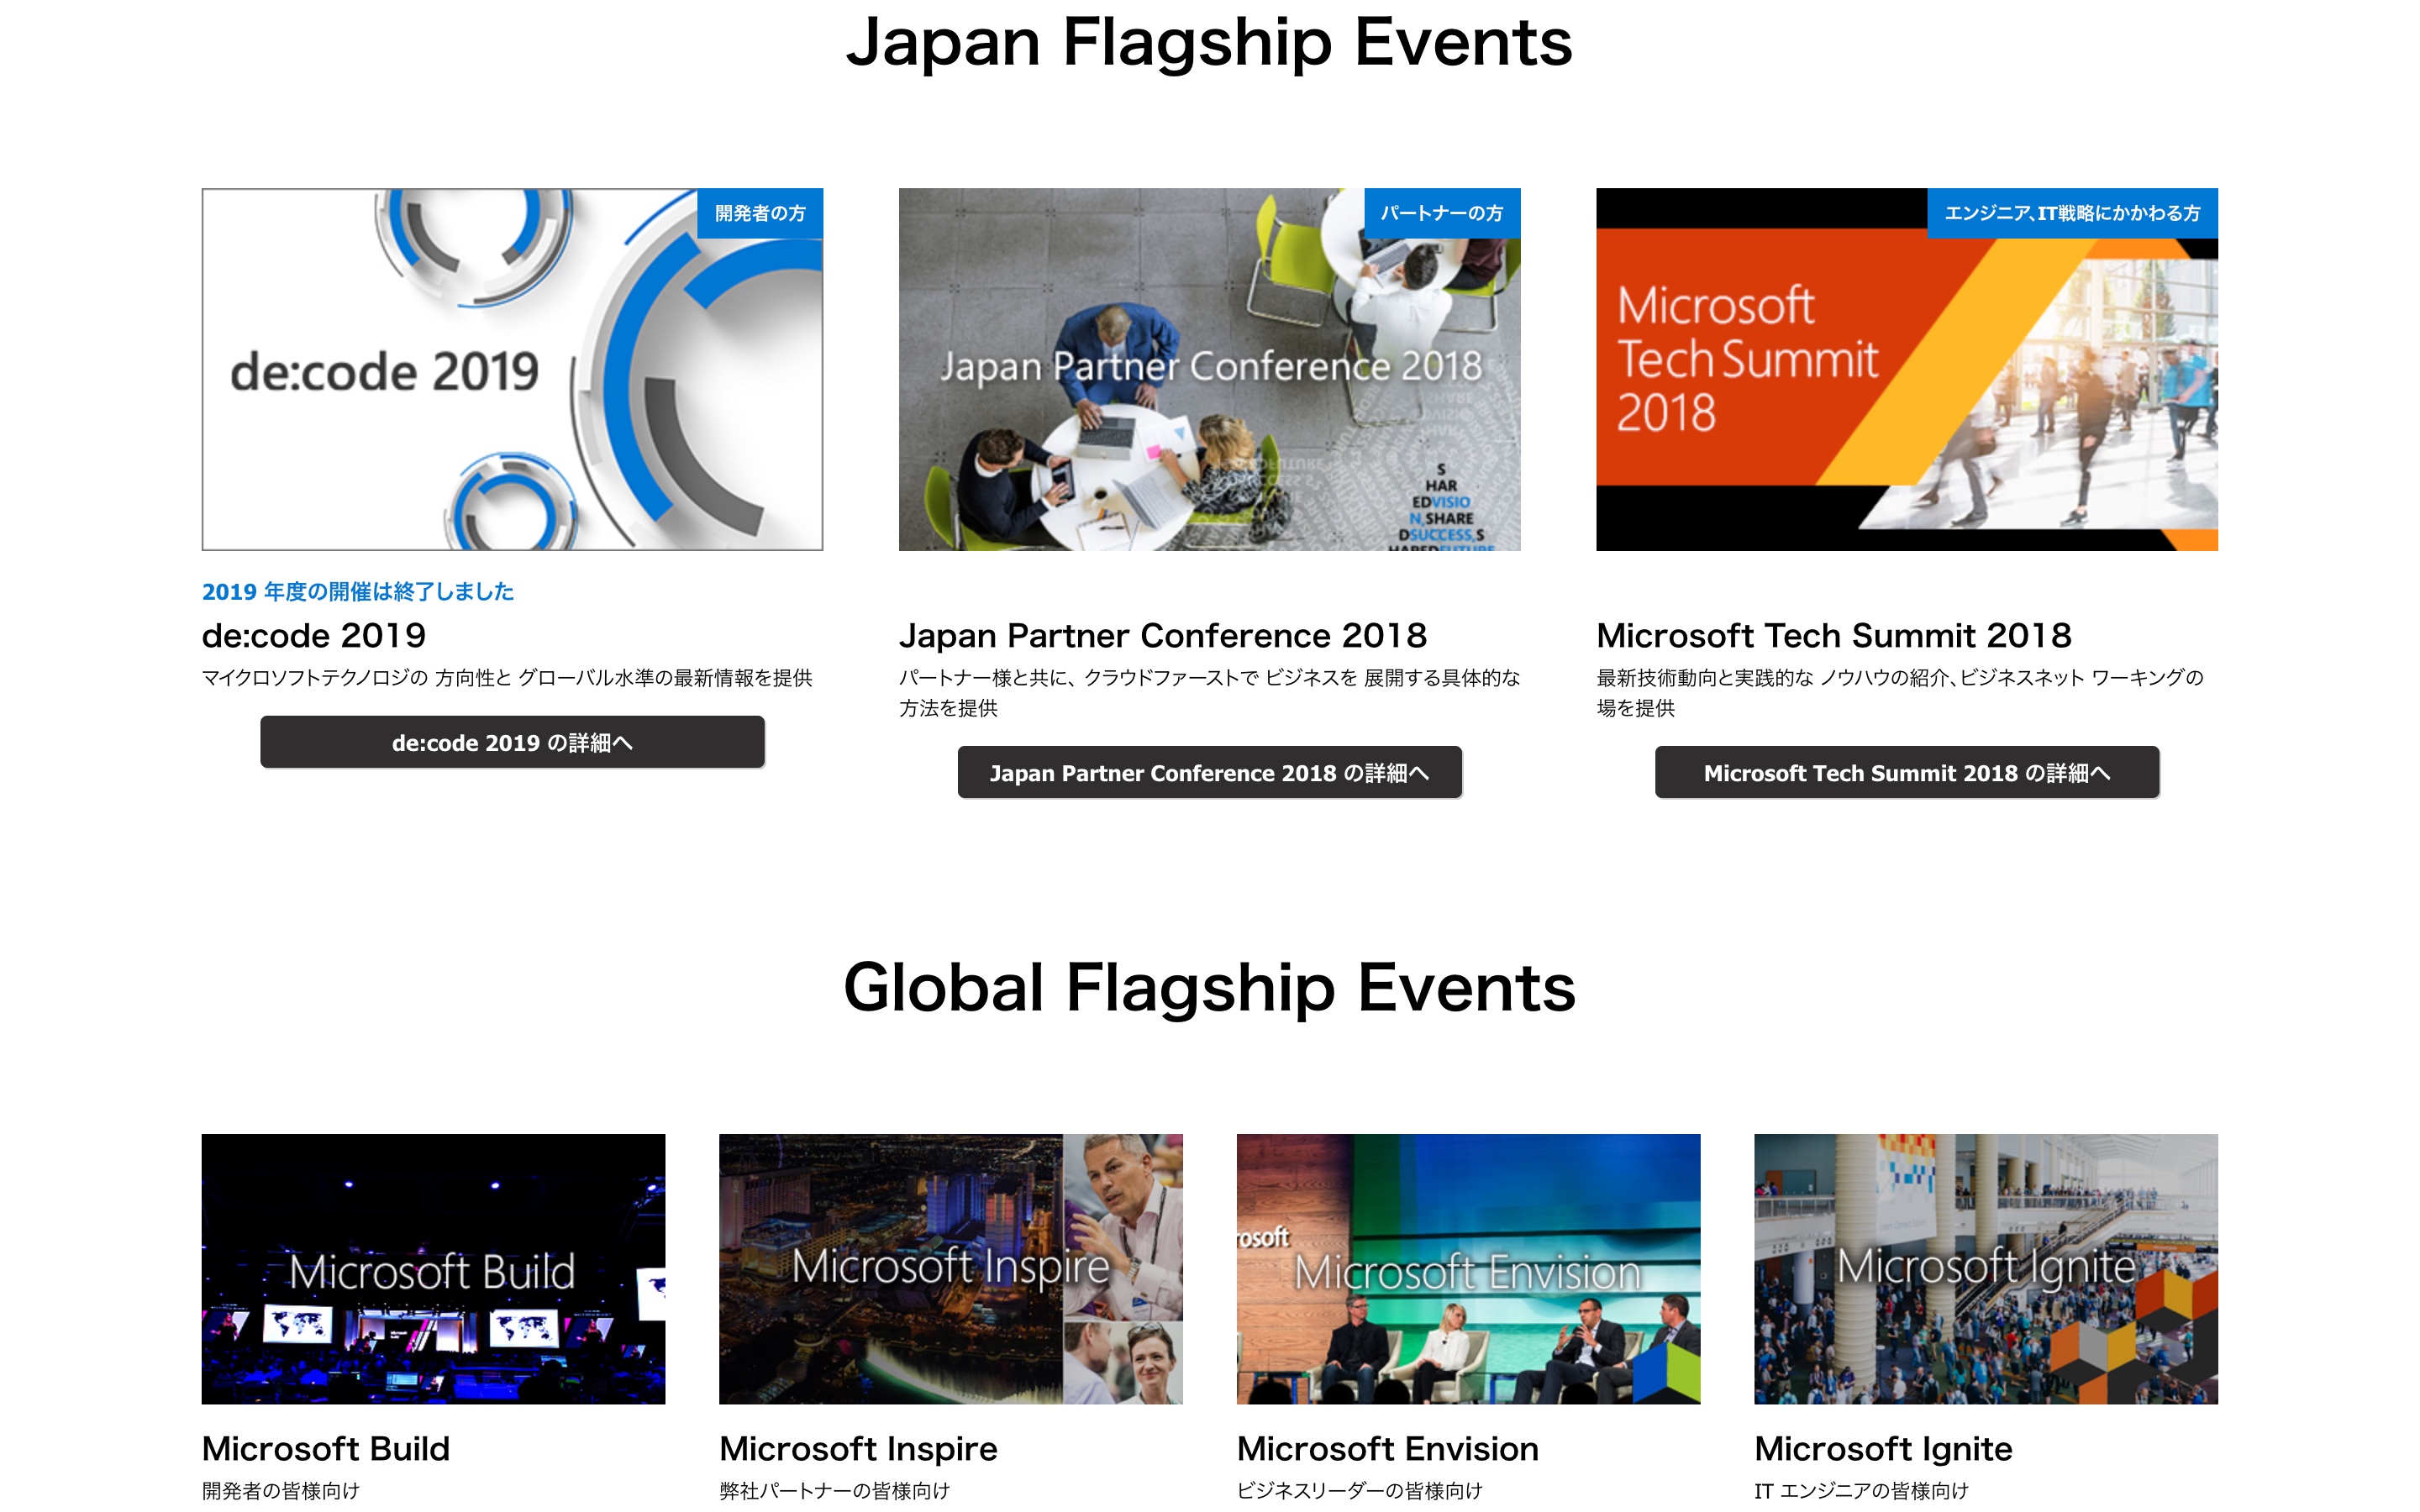 Japan Flagship Events
開発者の方
de:code 2019
パートナーの方
Japan Partner Conference 2018
S
HAR
EDVISIO
N,SHARE
DSUCCESS,S
HAREDFUTURE
エンジニア、IT戦略にかかわる方
Microsoft
Tech Summit
2018
2019 年度の開催は終了しました
de:code 2019
マイクロソフトテクノロジの 方向性と グローバル水準の最新情報を提供
de:code 2019 の詳細へ
Japan Partner Conference 2018
パートナー様と共に、クラウドファーストで ビジネスを 展開する具体的な
方法を提供
Japan Partner Conference 2018 の詳細へ
Microsoft Tech Summit 2018
最新技術動向と実践的な ノウハウの紹介、ビジネスネット ワーキングの
場を提供
Microsoft Tech Summit 2018 の詳細へ
Global Flagship Events
Microsoft Build
Microsoft Inspire
rosoft
Microsoft Envision
Microsoft Ignite
Microsoft Build
開発者の皆様向け
Microsoft Inspire
弊社パートナーの皆様向け
Microsoft Envision
ビジネスリーダーの皆様向け
Microsoft Ignite
IT エンジニアの皆様向け